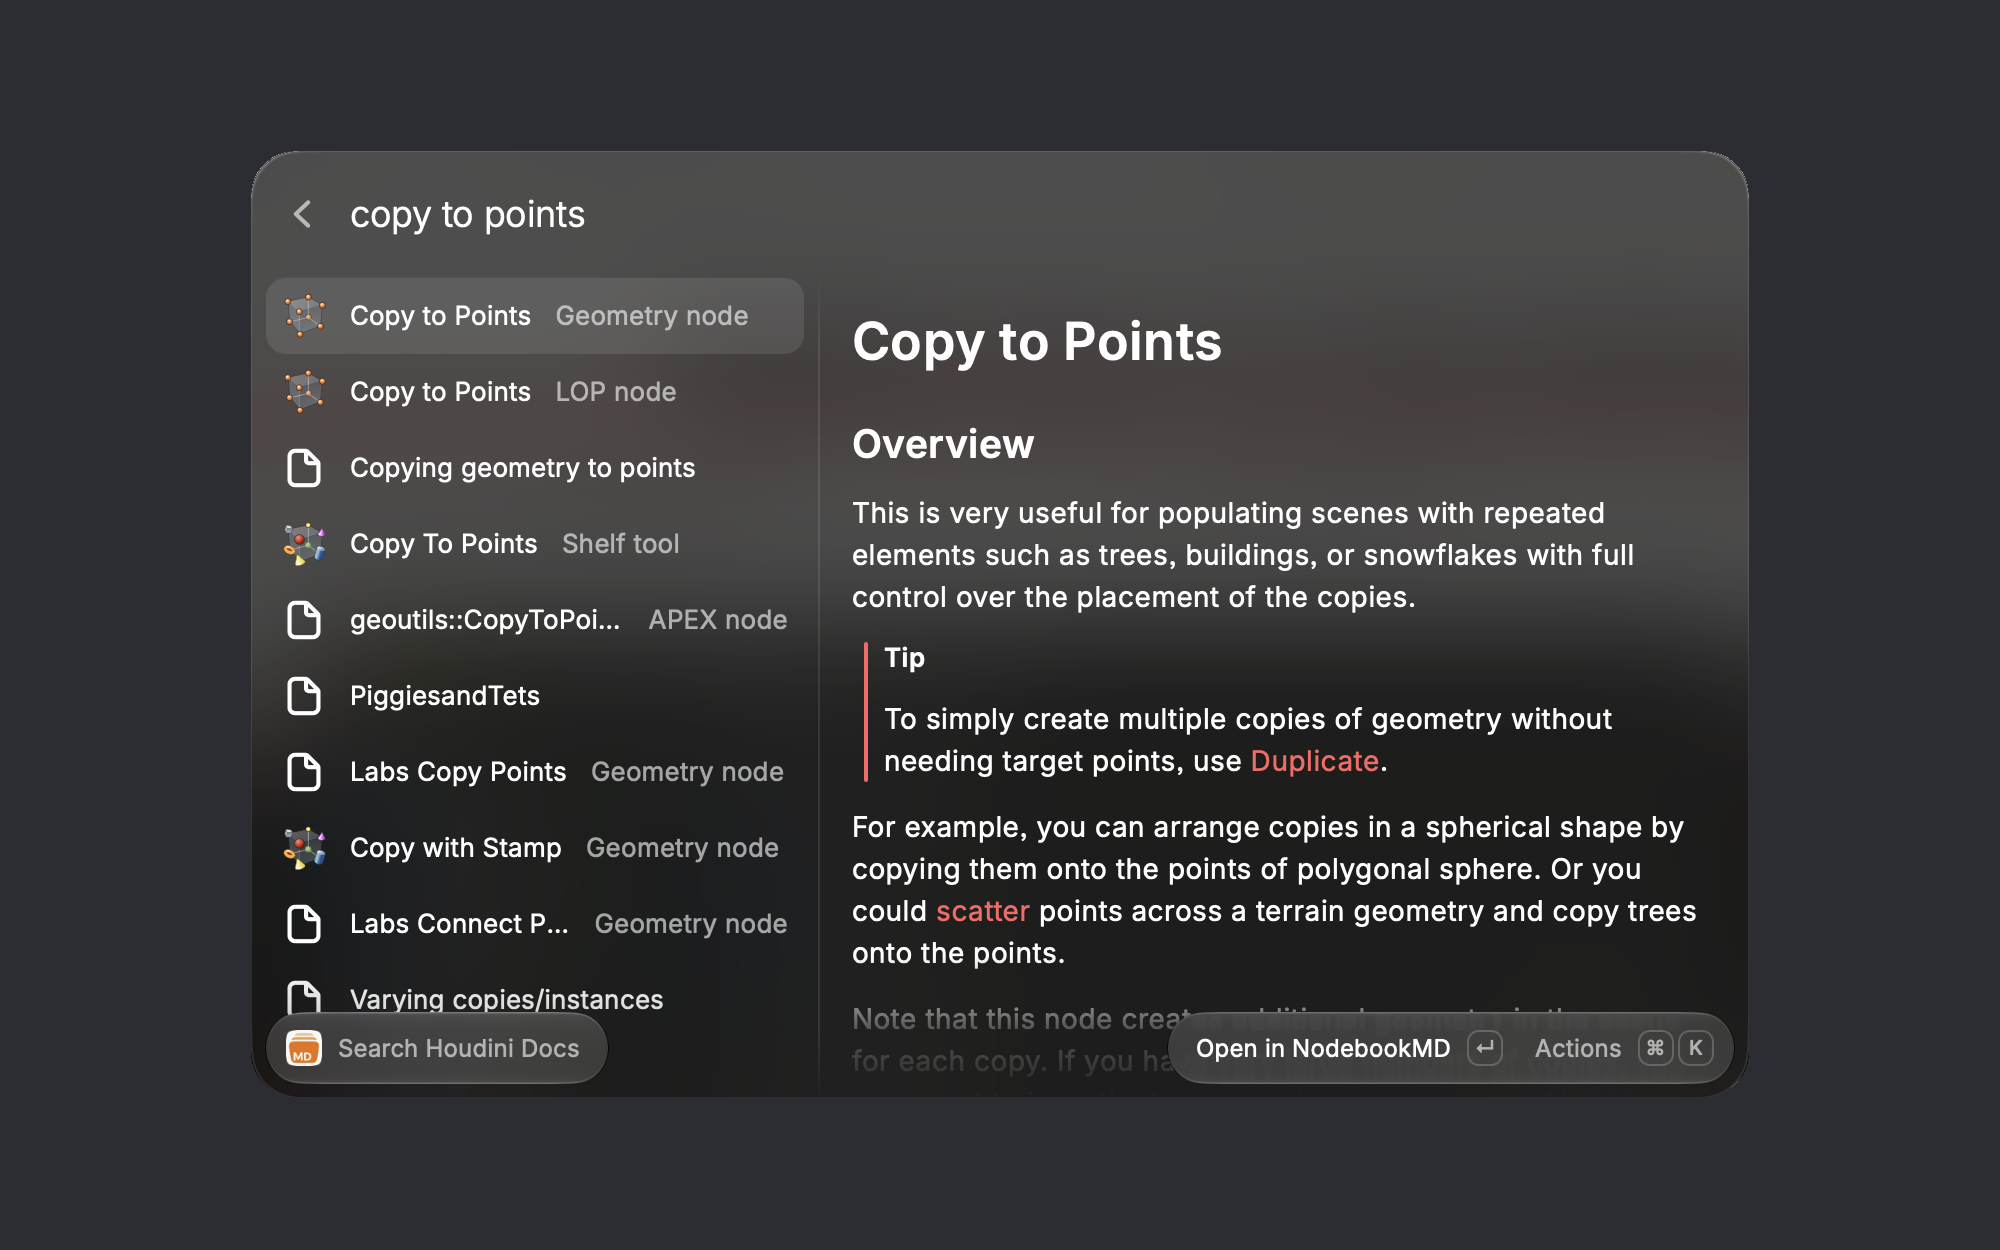 copy to points
Copy to Points Geometry node
Copy to Points LOP node
Copying geometry to points
Copy To Points Shelf tool
geoutils::CopyToPoi... APEX node
PiggiesandTets
Labs Copy Points Geometry node
Copy with Stamp Geometry node
Labs Connect P... Geometry node
Varying copies/instances
MD Search Houdini Docs
Copy to Points
Overview
This is very useful for populating scenes with repeated
elements such as trees, buildings, or snowflakes with full
control over the placement of the copies.
Tip
To simply create multiple copies of geometry without
needing target points, use Duplicate.
For example, you can arrange copies in a spherical shape by
copying them onto the points of polygonal sphere. Or you
could scatter points across a terrain geometry and copy trees
onto the points.
Note that this node creates additional geometry in the
for each copy. If you
Open in NodebookMD ↵ Actions ⌘ K